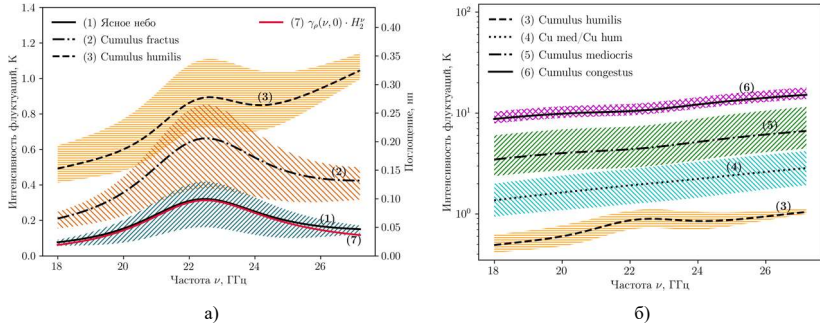 (1) Ясное небо
(2) Cumulus fractus
(3) Cumulus humilis
(7) γρ(ν, 0) · H₂ᵛ
Интенсивность флуктуаций, К
1.4
1.2
1.0
0.8
0.6
0.4
0.2
0.0
0.40
0.35
0.30
0.25
0.20
0.15
0.10
0.05
0.00
Поглощение, нп
(3)
(2)
(1)
(7)
18 20 22 24 26
Частота ν, ГГц
а)
(3) Cumulus humilis
(4) Cu med/Cu hum
(5) Cumulus mediocris
(6) Cumulus congestus
Интенсивность флуктуаций, К
10²
10¹
10⁰
(6)
(5)
(4)
(3)
18 20 22 24 26
Частота ν, ГГц
б)